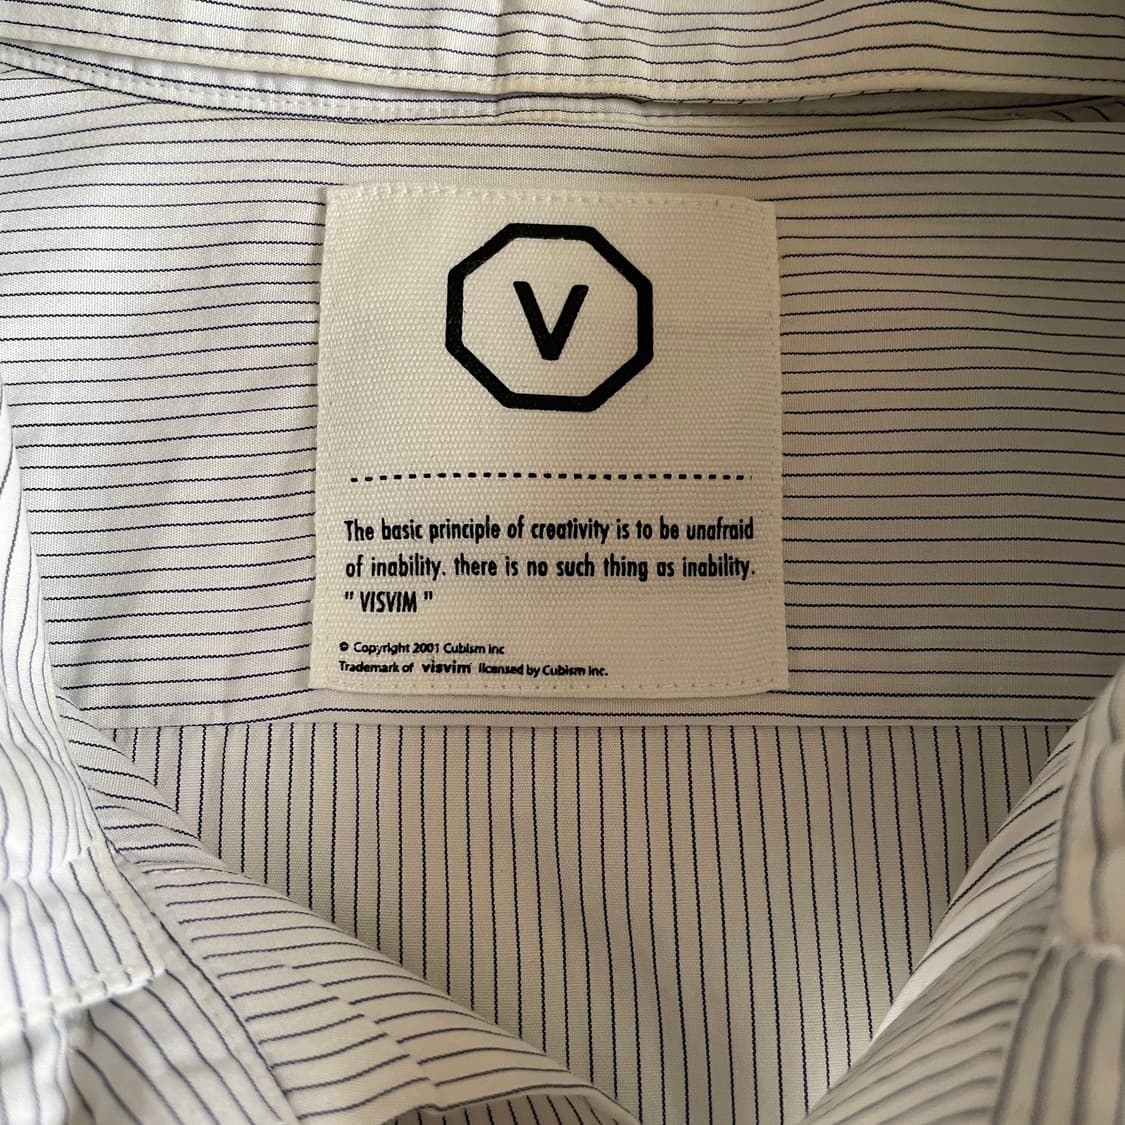 V
The basic principle of creativity is to be unafraid
of inability. there is no such thing as inability.
" VISVIM "
© Copyright 2001 Cubism inc
Trademark of visvim licensed by Cubism inc.